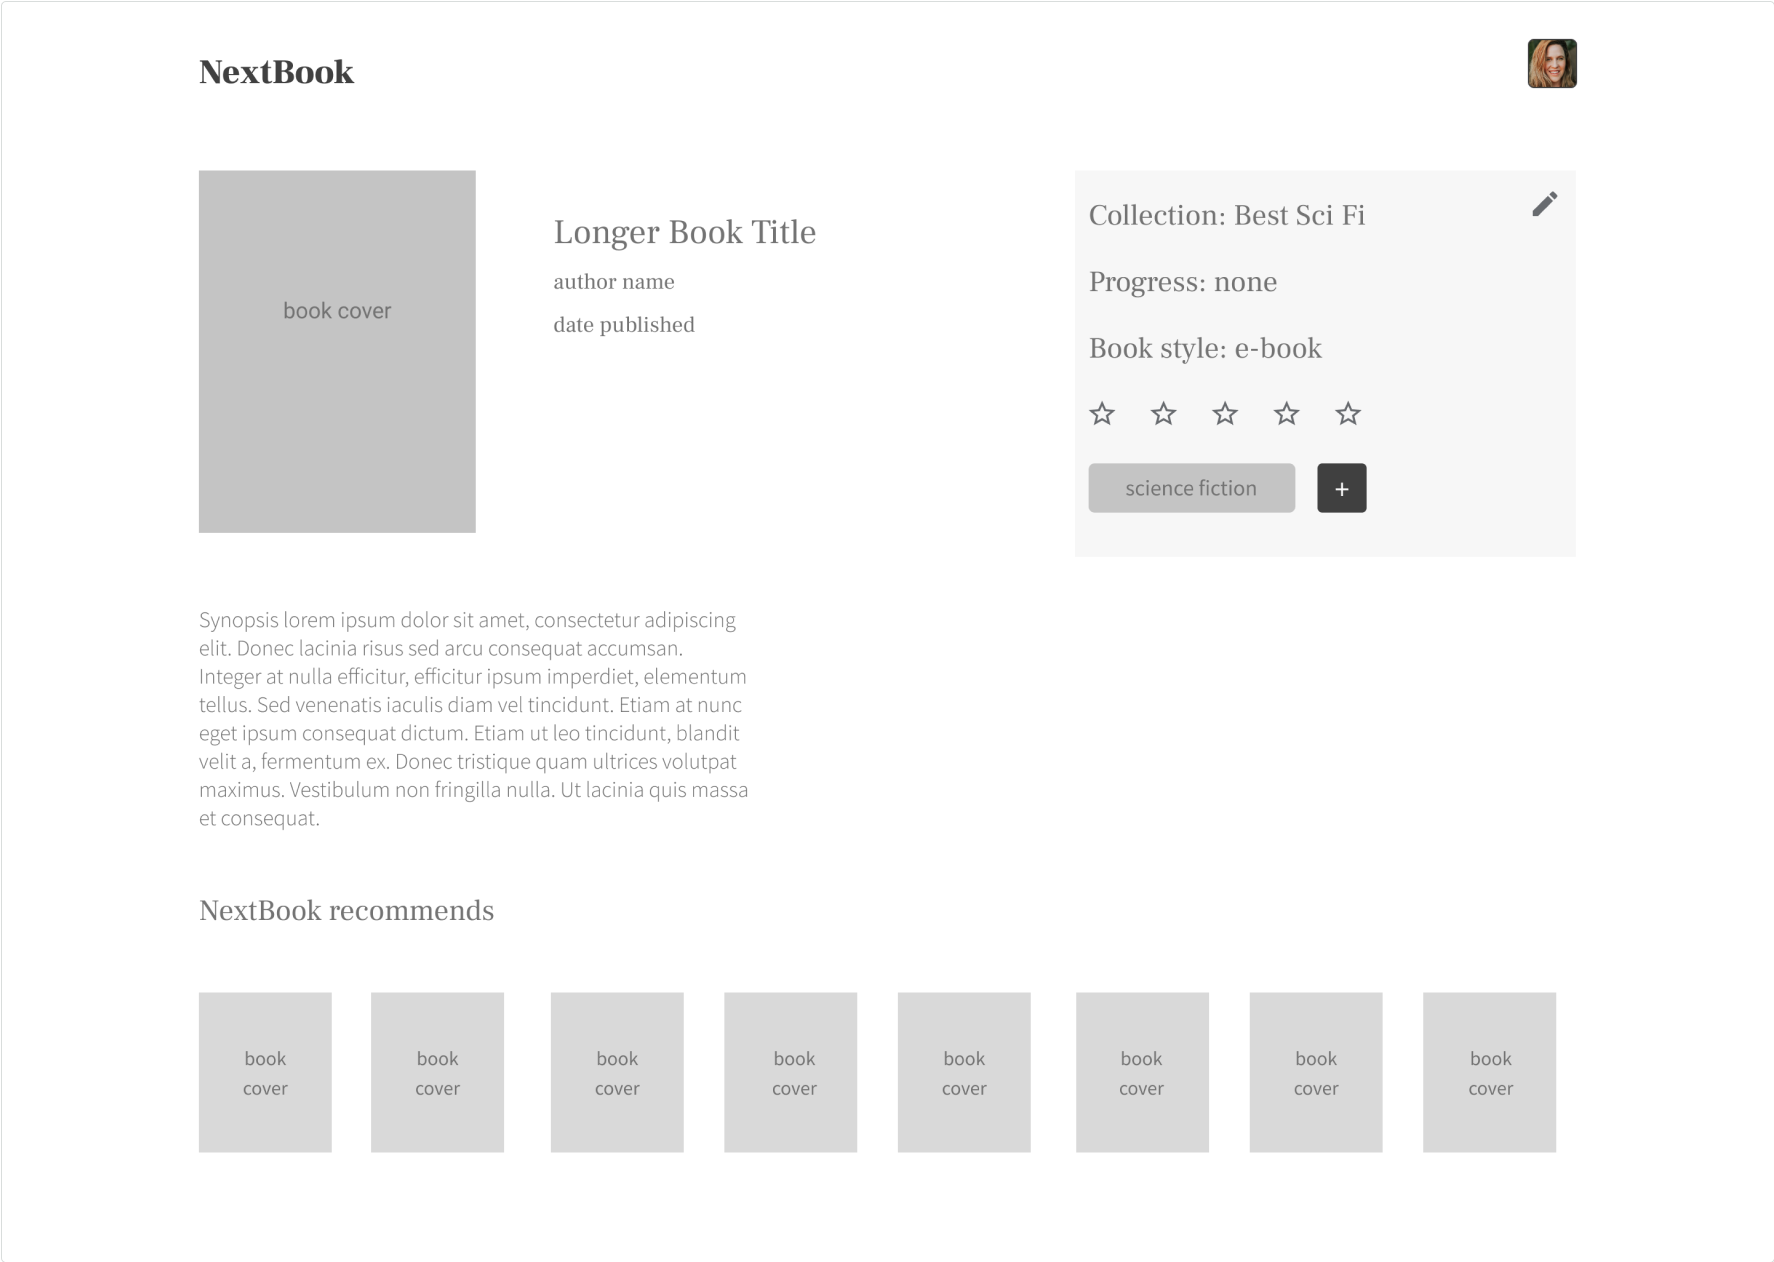 NextBook
book cover
Longer Book Title
author name
date published
Collection: Best Sci Fi
Progress: none
Book style: e-book
science fiction
+
Synopsis lorem ipsum dolor sit amet, consectetur adipiscing
elit. Donec lacinia risus sed arcu consequat accumsan.
Integer at nulla efficitur, efficitur ipsum imperdiet, elementum
tellus. Sed venenatis iaculis diam vel tincidunt. Etiam at nunc
eget ipsum consequat dictum. Etiam ut leo tincidunt, blandit
velit a, fermentum ex. Donec tristique quam ultrices volutpat
maximus. Vestibulum non fringilla nulla. Ut lacinia quis massa
et consequat.
NextBook recommends
book
cover
book
cover
book
cover
book
cover
book
cover
book
cover
book
cover
book
cover